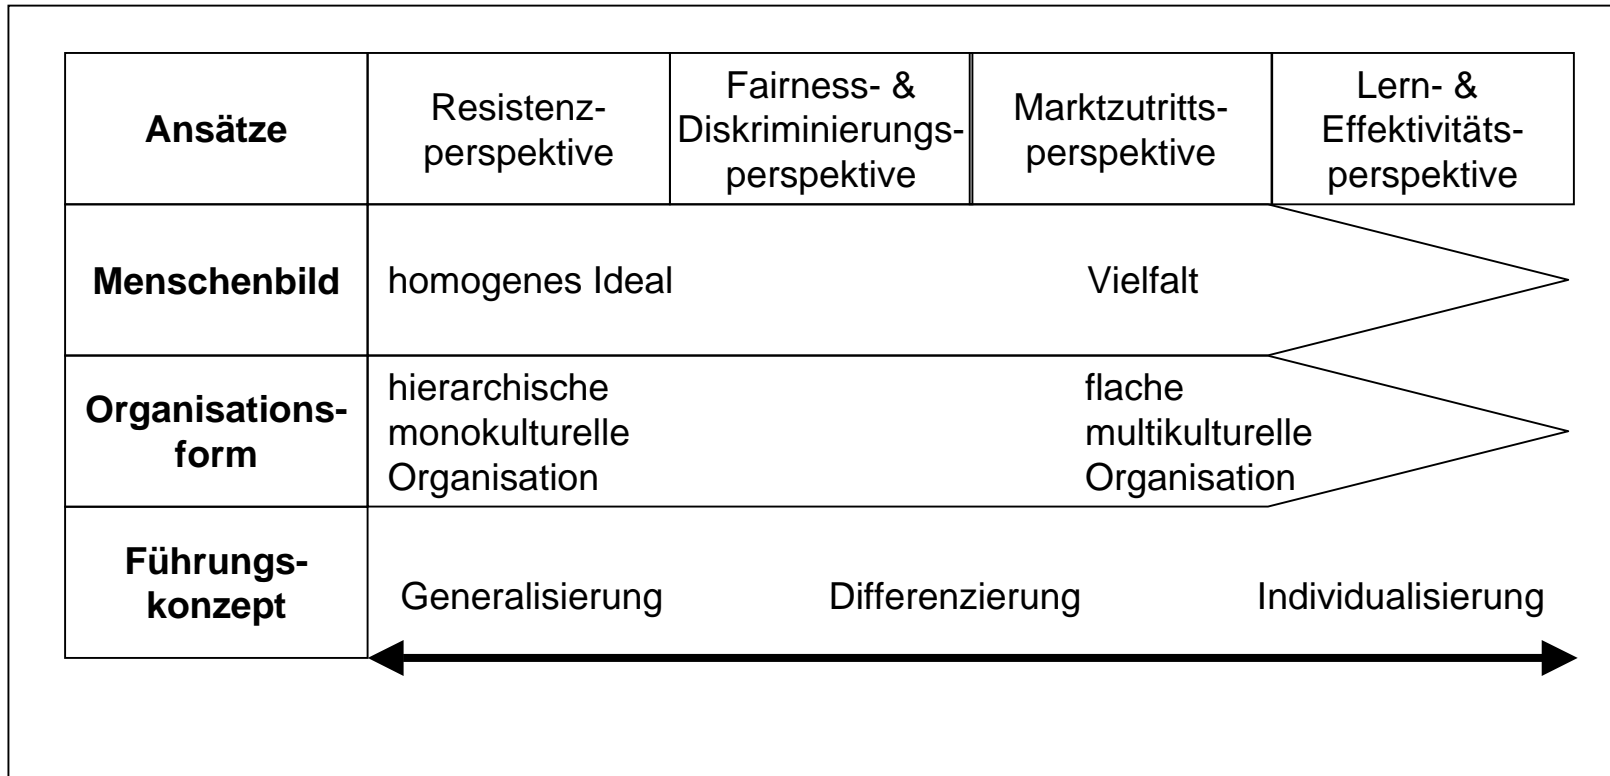 Ansätze
Resistenz-
perspektive
Fairness- &
Diskriminierungs-
perspektive
Marktzutritts-
perspektive
Lern- &
Effektivitäts-
perspektive
Menschenbild
homogenes Ideal
Vielfalt
Organisations-
form
hierarchische
monokulturelle
Organisation
flache
multikulturelle
Organisation
Führungs-
konzept
Generalisierung
Differenzierung
Individualisierung